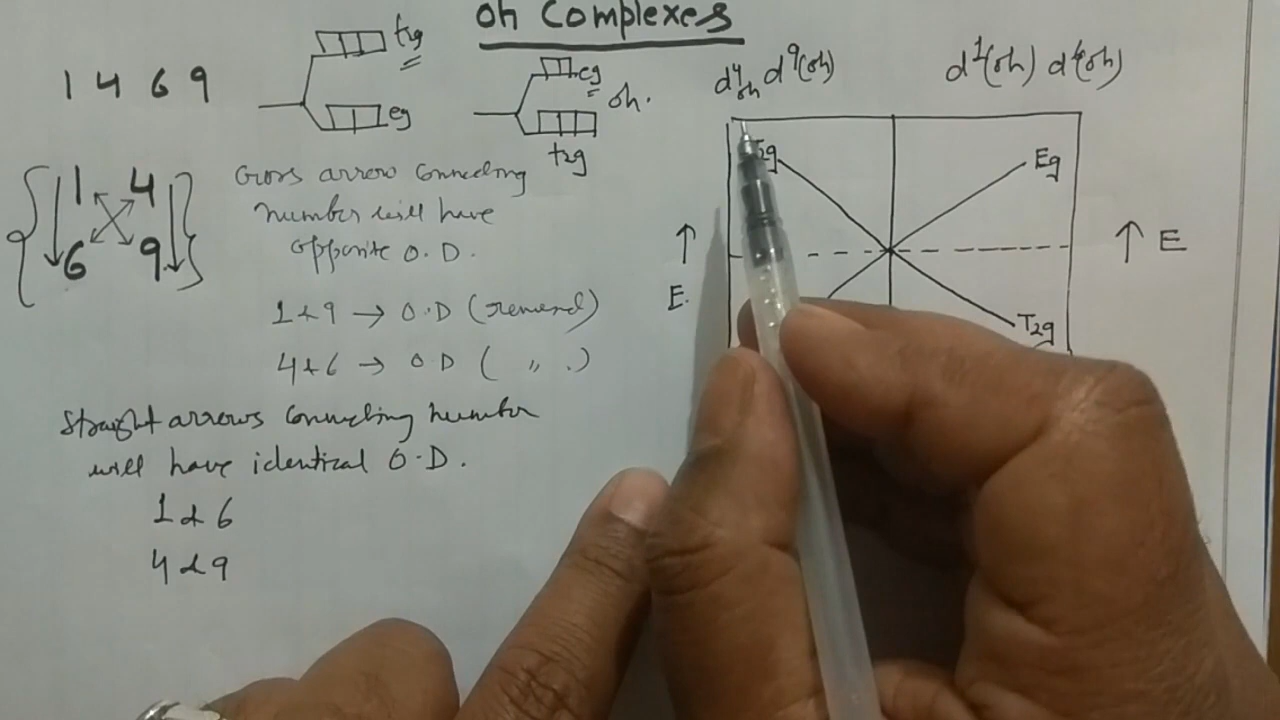 Oh Complexes
1 4 6 9
t2g
eg
eg
oh.
t2g
d⁴oh d⁹(oh)
d¹(oh) d⁶(oh)
1 4
6 9
Cross arrow connecting
number will have
opposite O.D.
1 & 9 → O.D (reversed)
4 & 6 → O D ( " . )
Straight arrows connecting number
will have identical O.D.
1 & 6
4 & 9
2g
Eg
E.
E
T2g